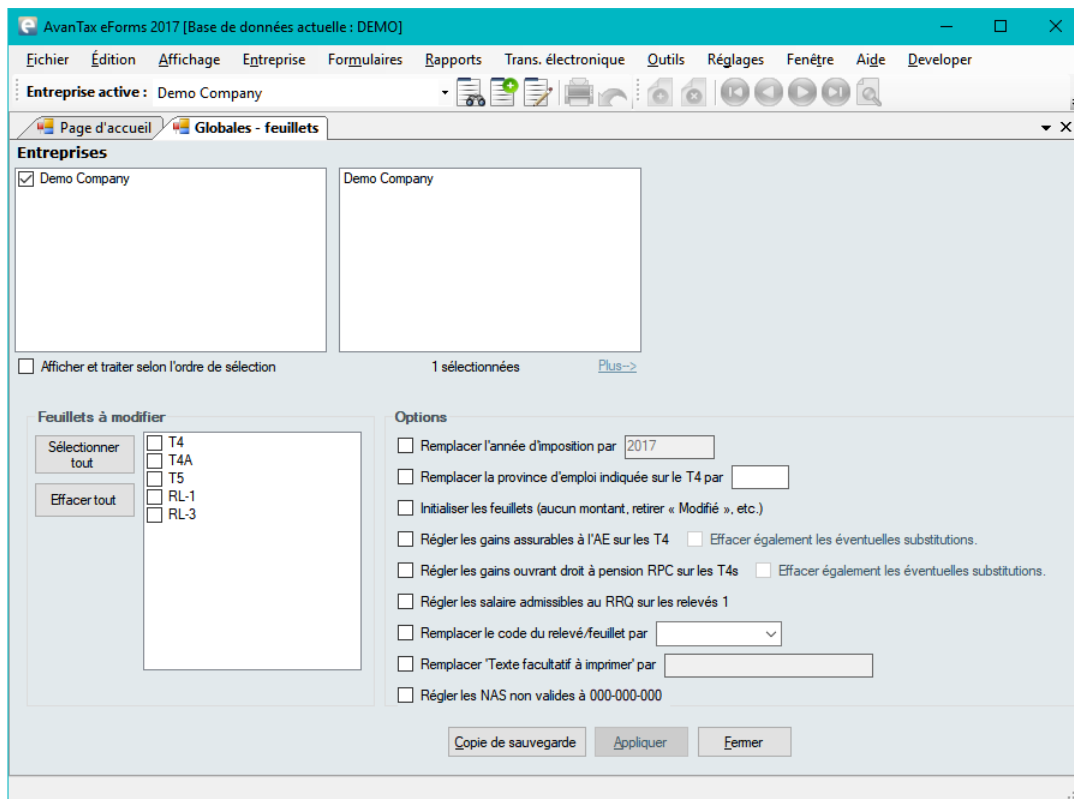 AvanTax eForms 2017 [Base de données actuelle : DEMO]
Fichier Édition Affichage Entreprise Formulaires Rapports Trans. électronique Outils Réglages Fenêtre Aide Developer
Entreprise active : Demo Company
Page d'accueil Globales - feuillets
Entreprises
Demo Company Demo Company
Afficher et traiter selon l'ordre de sélection 1 sélectionnées Plus-->
Feuillets à modifier
Sélectionner tout
Effacer tout
T4
T4A
T5
RL-1
RL-3
Options
Remplacer l'année d'imposition par 2017
Remplacer la province d'emploi indiquée sur le T4 par
Initialiser les feuillets (aucun montant, retirer « Modifié », etc.)
Régler les gains assurables à l'AE sur les T4 Effacer également les éventuelles substitutions.
Régler les gains ouvrant droit à pension RPC sur les T4s Effacer également les éventuelles substitutions.
Régler les salaire admissibles au RRQ sur les relevés 1
Remplacer le code du relevé/feuillet par
Remplacer 'Texte facultatif à imprimer' par
Régler les NAS non valides à 000-000-000
Copie de sauvegarde Appliquer Fermer